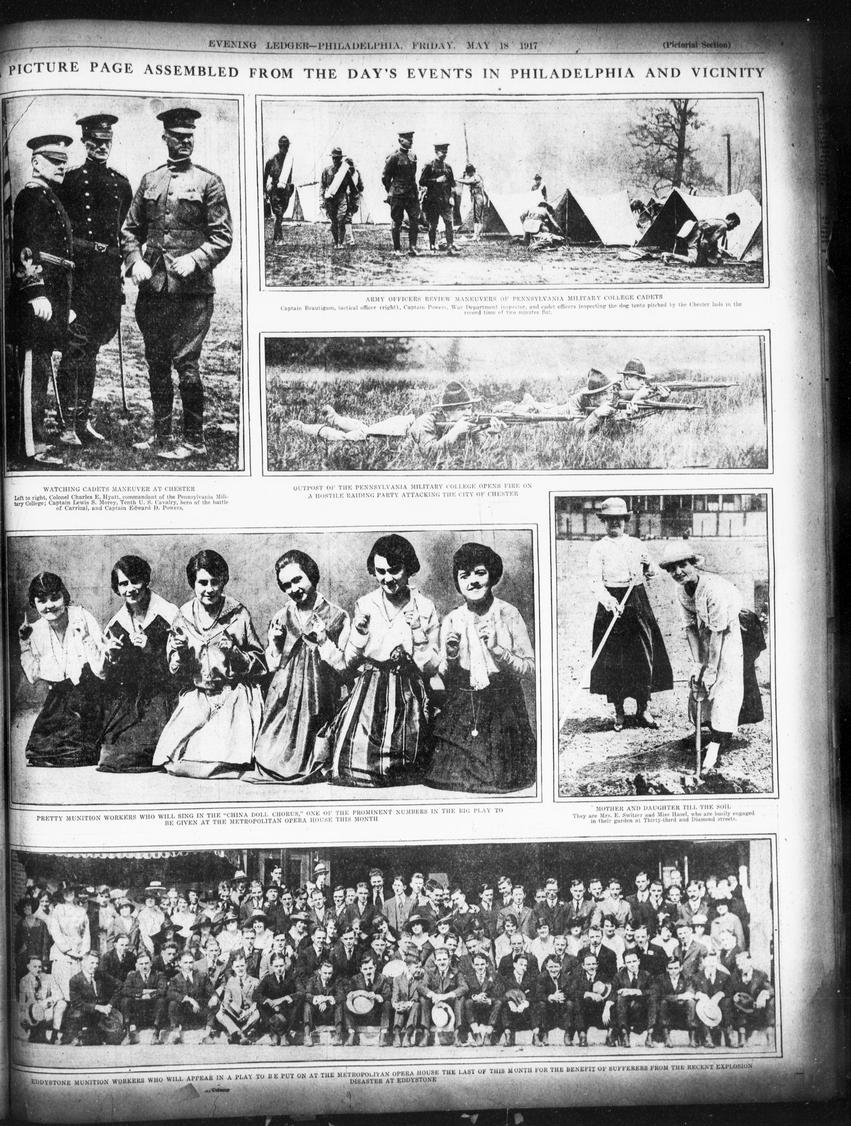 EVENING LEDGER—PHILADELPHIA, FRIDAY, MAY 18 1917 (Pictorial Section)
PICTURE PAGE ASSEMBLED FROM THE DAY'S EVENTS IN PHILADELPHIA AND VICINITY
ARMY OFFICERS REVIEW MANEUVERS OF PENNSYLVANIA MILITARY COLLEGE CADETS
Captain Brautigam, tactical officer (right), Captain Powers, War Department inspector, and cadet officers inspecting the dog tents pitched by the Chester lads in the
record time of two minutes flat.
WATCHING CADETS MANEUVER AT CHESTER
Left to right, Colonel Charles E. Hyatt, commandant of the Pennsylvania Mili-
tary College; Captain Lewis S. Morey, Tenth U. S. Cavalry, hero of the battle
of Carrizal, and Captain Edward D. Powers.
OUTPOST OF THE PENNSYLVANIA MILITARY COLLEGE OPENS FIRE ON
A HOSTILE RAIDING PARTY ATTACKING THE CITY OF CHESTER
PRETTY MUNITION WORKERS WHO WILL SING IN THE "CHINA DOLL CHORUS," ONE OF THE PROMINENT NUMBERS IN THE BIG PLAY TO
BE GIVEN AT THE METROPOLITAN OPERA HOUSE THIS MONTH
MOTHER AND DAUGHTER TILL THE SOIL
They are Mrs. E. Switzer and Miss Hazel, who are busily engaged
in their garden at Thirty-third and Diamond streets.
EDDYSTONE MUNITION WORKERS WHO WILL APPEAR IN A PLAY TO BE PUT ON AT THE METROPOLITAN OPERA HOUSE THE LAST OF THIS MONTH FOR THE BENEFIT OF SUFFERERS FROM THE RECENT EXPLOSION
DISASTER AT EDDYSTONE